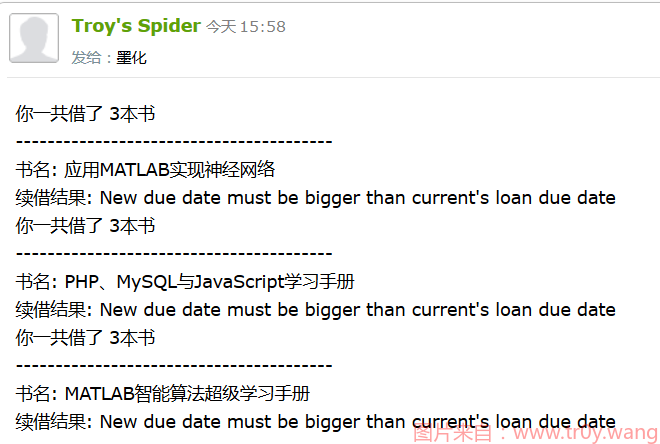 Troy's Spider 今天 15:58
发给：墨化
你一共借了 3本书
----------------------------------------
书名: 应用MATLAB实现神经网络
续借结果: New due date must be bigger than current's loan due date
你一共借了 3本书
----------------------------------------
书名: PHP、MySQL与JavaScript学习手册
续借结果: New due date must be bigger than current's loan due date
你一共借了 3本书
----------------------------------------
书名: MATLAB智能算法超级学习手册
续借结果: New due date must be bigger than current's loan due date
图片来自：www.tr0y.wang